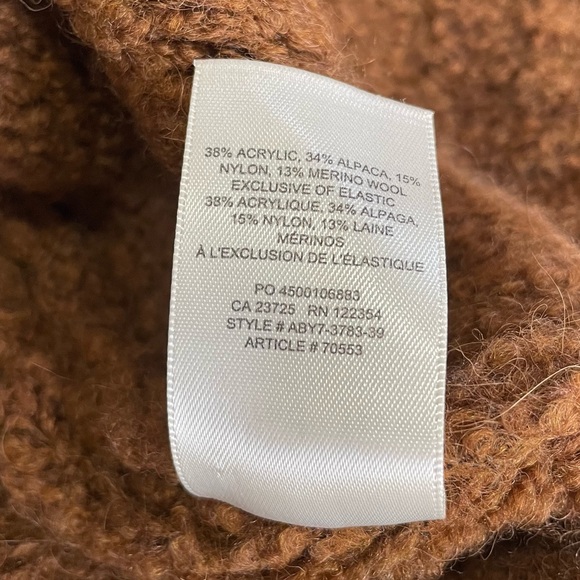 38% ACRYLIC, 34% ALPACA, 15%
NYLON, 13% MERINO WOOL
EXCLUSIVE OF ELASTIC
38% ACRYLIQUE, 34% ALPAGA,
15% NYLON, 13% LAINE
MÉRINOS
À L'EXCLUSION DE L'ÉLASTIQUE
PO 4500106883
CA 23725 RN 122354
STYLE # ABY7-3783-39
ARTICLE # 70553